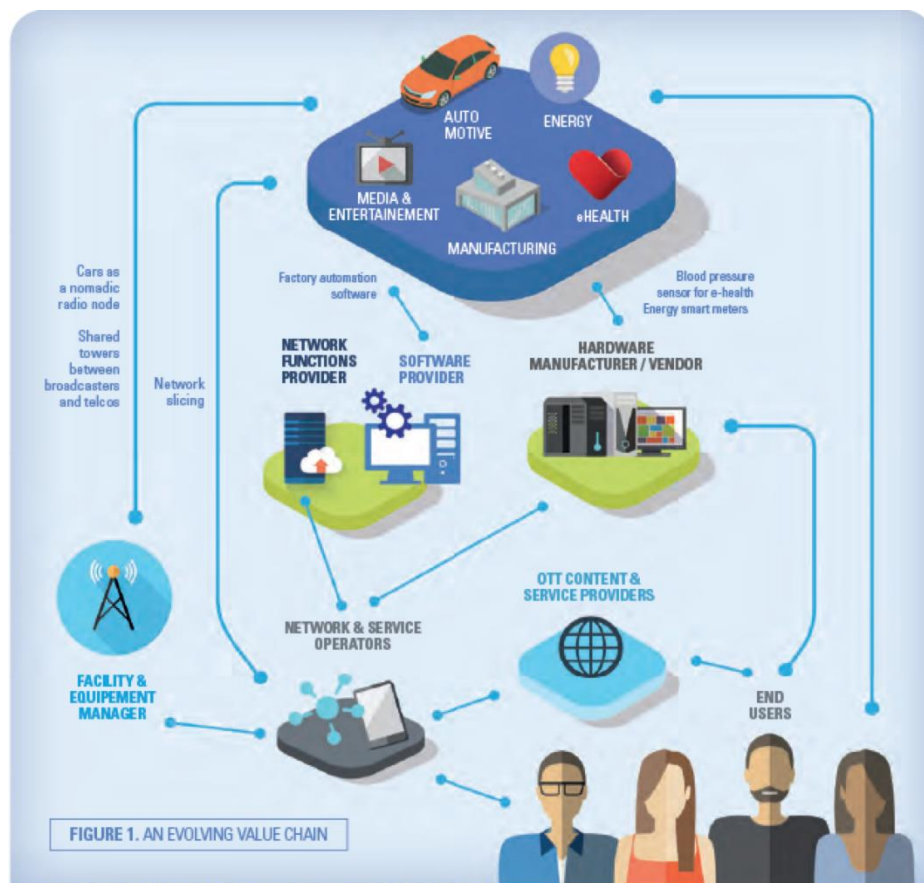 AUTO
MOTIVE
ENERGY
MEDIA &
ENTERTAINEMENT
eHEALTH
MANUFACTURING
Cars as
a nomadic
radio node
Shared
towers
between
broadcasters
and telcos
Network
slicing
Factory automation
software
Blood pressure
sensor for e-health
Energy smart meters
NETWORK
FUNCTIONS
PROVIDER
SOFTWARE
PROVIDER
HARDWARE
MANUFACTURER / VENDOR
OTT CONTENT &
SERVICE PROVIDERS
NETWORK & SERVICE
OPERATORS
FACILITY &
EQUIPEMENT
MANAGER
END
USERS
FIGURE 1. AN EVOLVING VALUE CHAIN